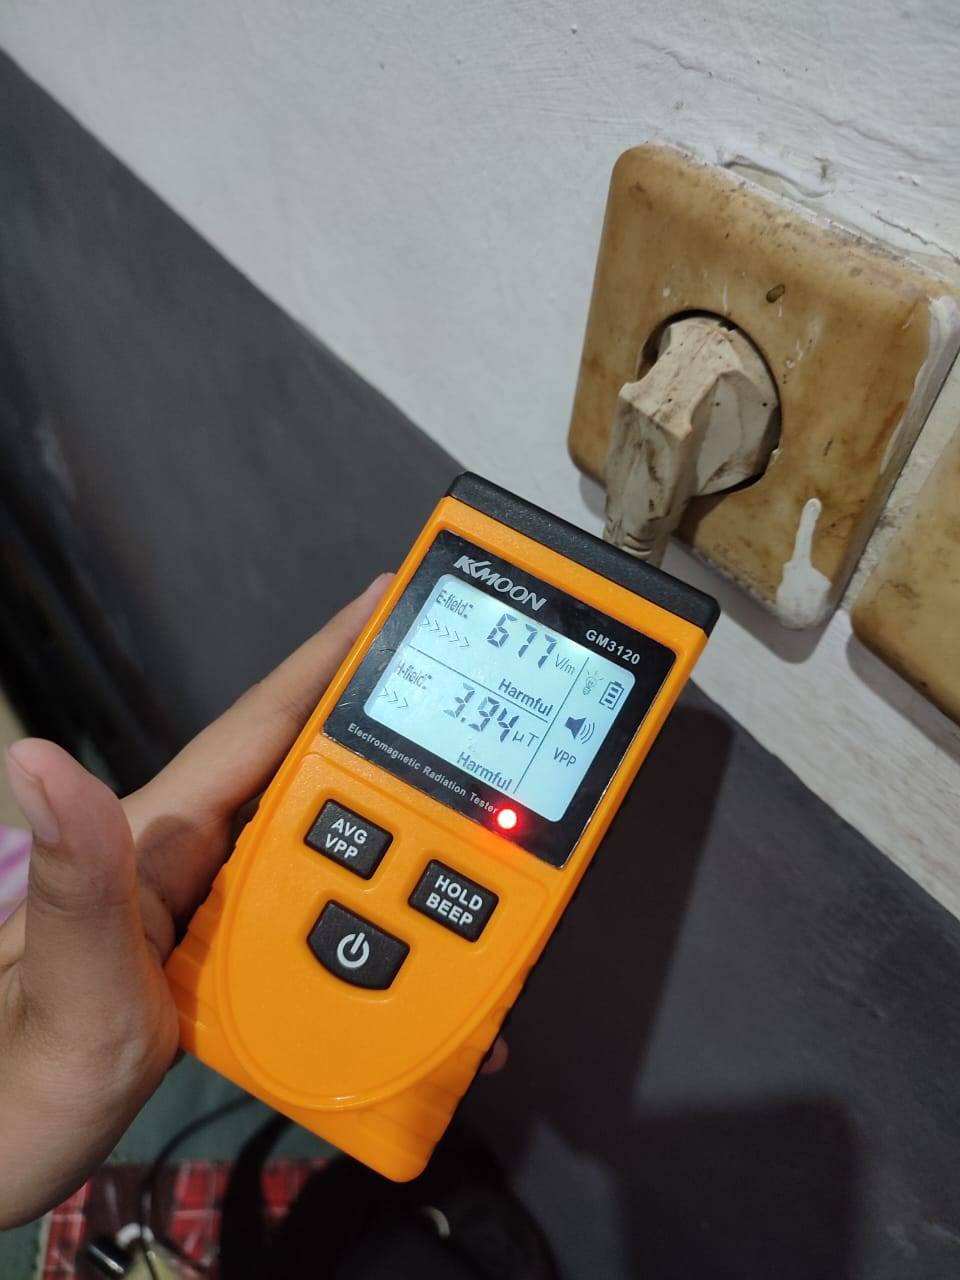 KKMOON
GM3120
E-field:
>>>>> 677 V/m
Harmful
H-field:
>>> 3.94 μT
Harmful
VPP
Electromagnetic Radiation Tester
AVG
VPP
HOLD
BEEP